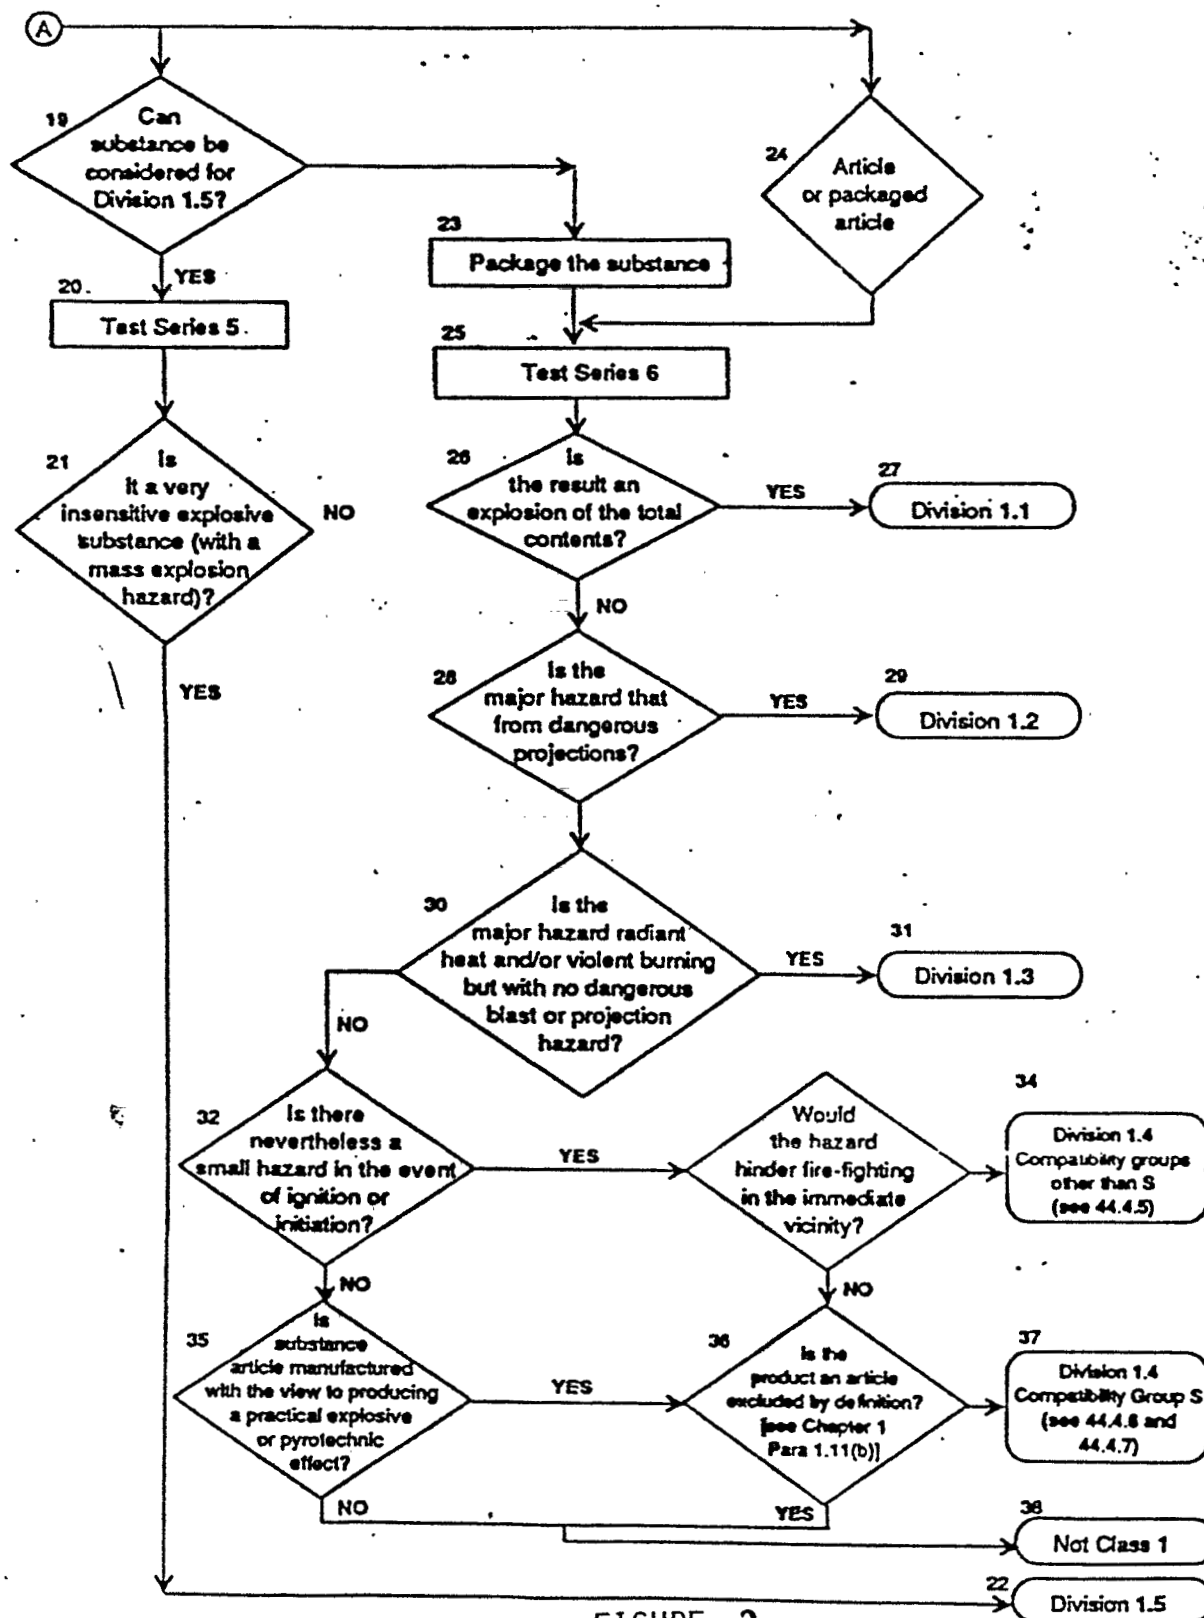 A
19
Can
substance be
considered for
Division 1.5?
24
Article
or packaged
article
23
Package the substance
YES
20
Test Series 5
25
Test Series 6
21
Is
it a very
insensitive explosive
substance (with a
mass explosion
hazard)?
NO
26
Is
the result an
explosion of the total
contents?
YES
27
Division 1.1
NO
YES
28
Is the
major hazard that
from dangerous
projections?
YES
29
Division 1.2
30
Is the
major hazard radiant
heat and/or violent burning
but with no dangerous
blast or projection
hazard?
YES
31
Division 1.3
NO
32
Is there
nevertheless a
small hazard in the event
of ignition or
initiation?
YES
Would
the hazard
hinder fire-fighting
in the immediate
vicinity?
34
Division 1.4
Compatibility groups
other than S
(see 44.4.5)
NO
NO
35
Is
substance
article manufactured
with the view to producing
a practical explosive
or pyrotechnic
effect?
YES
36
Is the
product an article
excluded by definition?
[see Chapter 1
Para 1.11(b)]
37
Division 1.4
Compatibility Group S
(see 44.4.6 and
44.4.7)
NO
YES
38
Not Class 1
22
Division 1.5
FIGURE 2